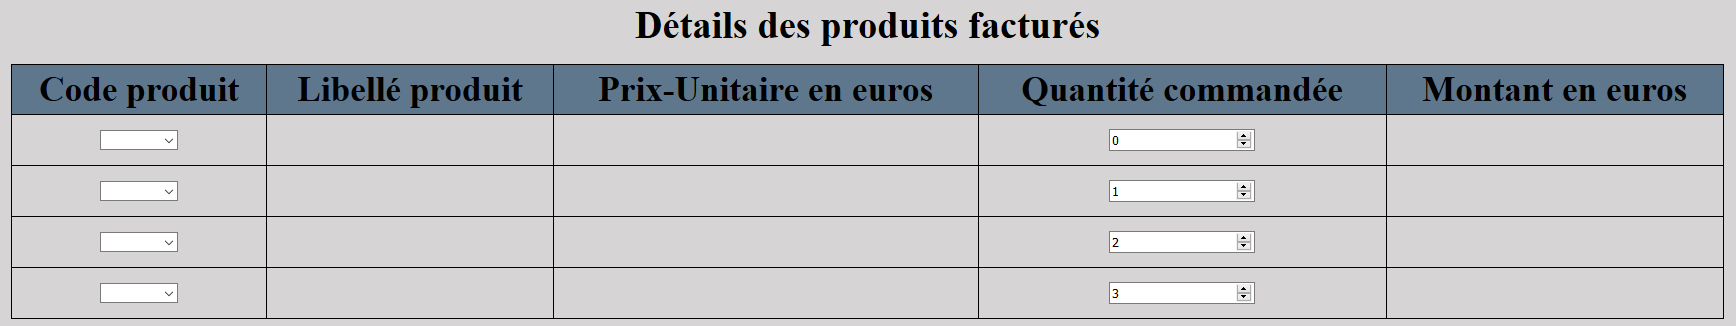 Détails des produits facturés
Code produit Libellé produit Prix-Unitaire en euros Quantité commandée Montant en euros
0
1
2
3